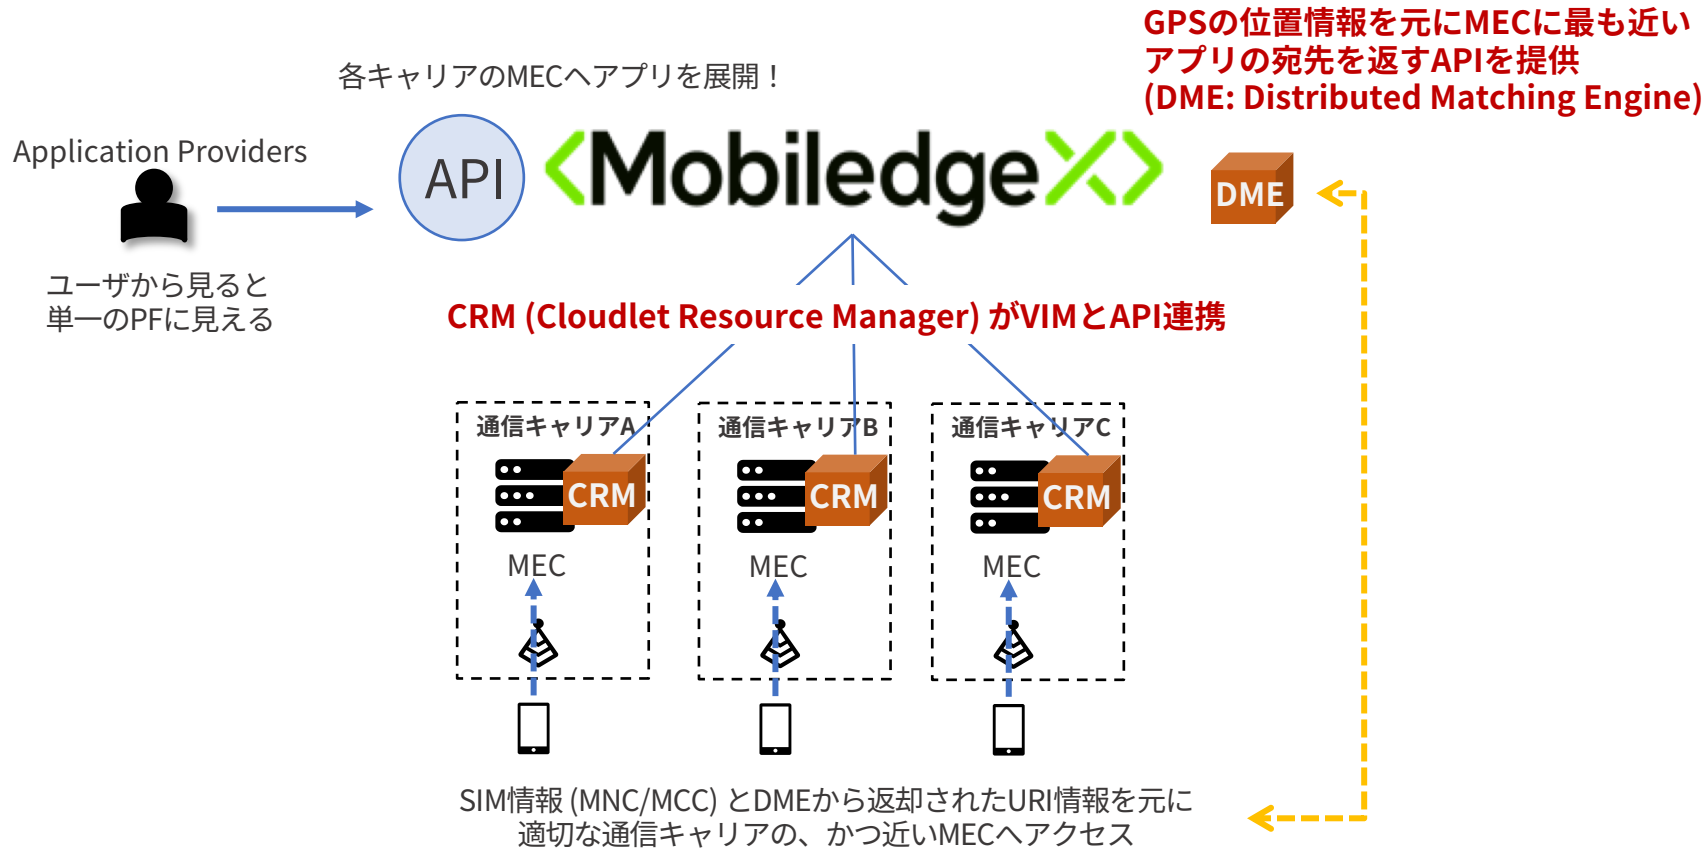 GPSの位置情報を元にMECに最も近い
アプリの宛先を返すAPIを提供
(DME: Distributed Matching Engine)
各キャリアのMECへアプリを展開！
Application Providers
API
<MobiledgeX>
DME
ユーザから見ると
単一のPFに見える
CRM (Cloudlet Resource Manager) がVIMとAPI連携
通信キャリアA
通信キャリアB
通信キャリアC
CRM
CRM
CRM
MEC
MEC
MEC
SIM情報 (MNC/MCC) とDMEから返却されたURI情報を元に
適切な通信キャリアの、かつ近いMECへアクセス